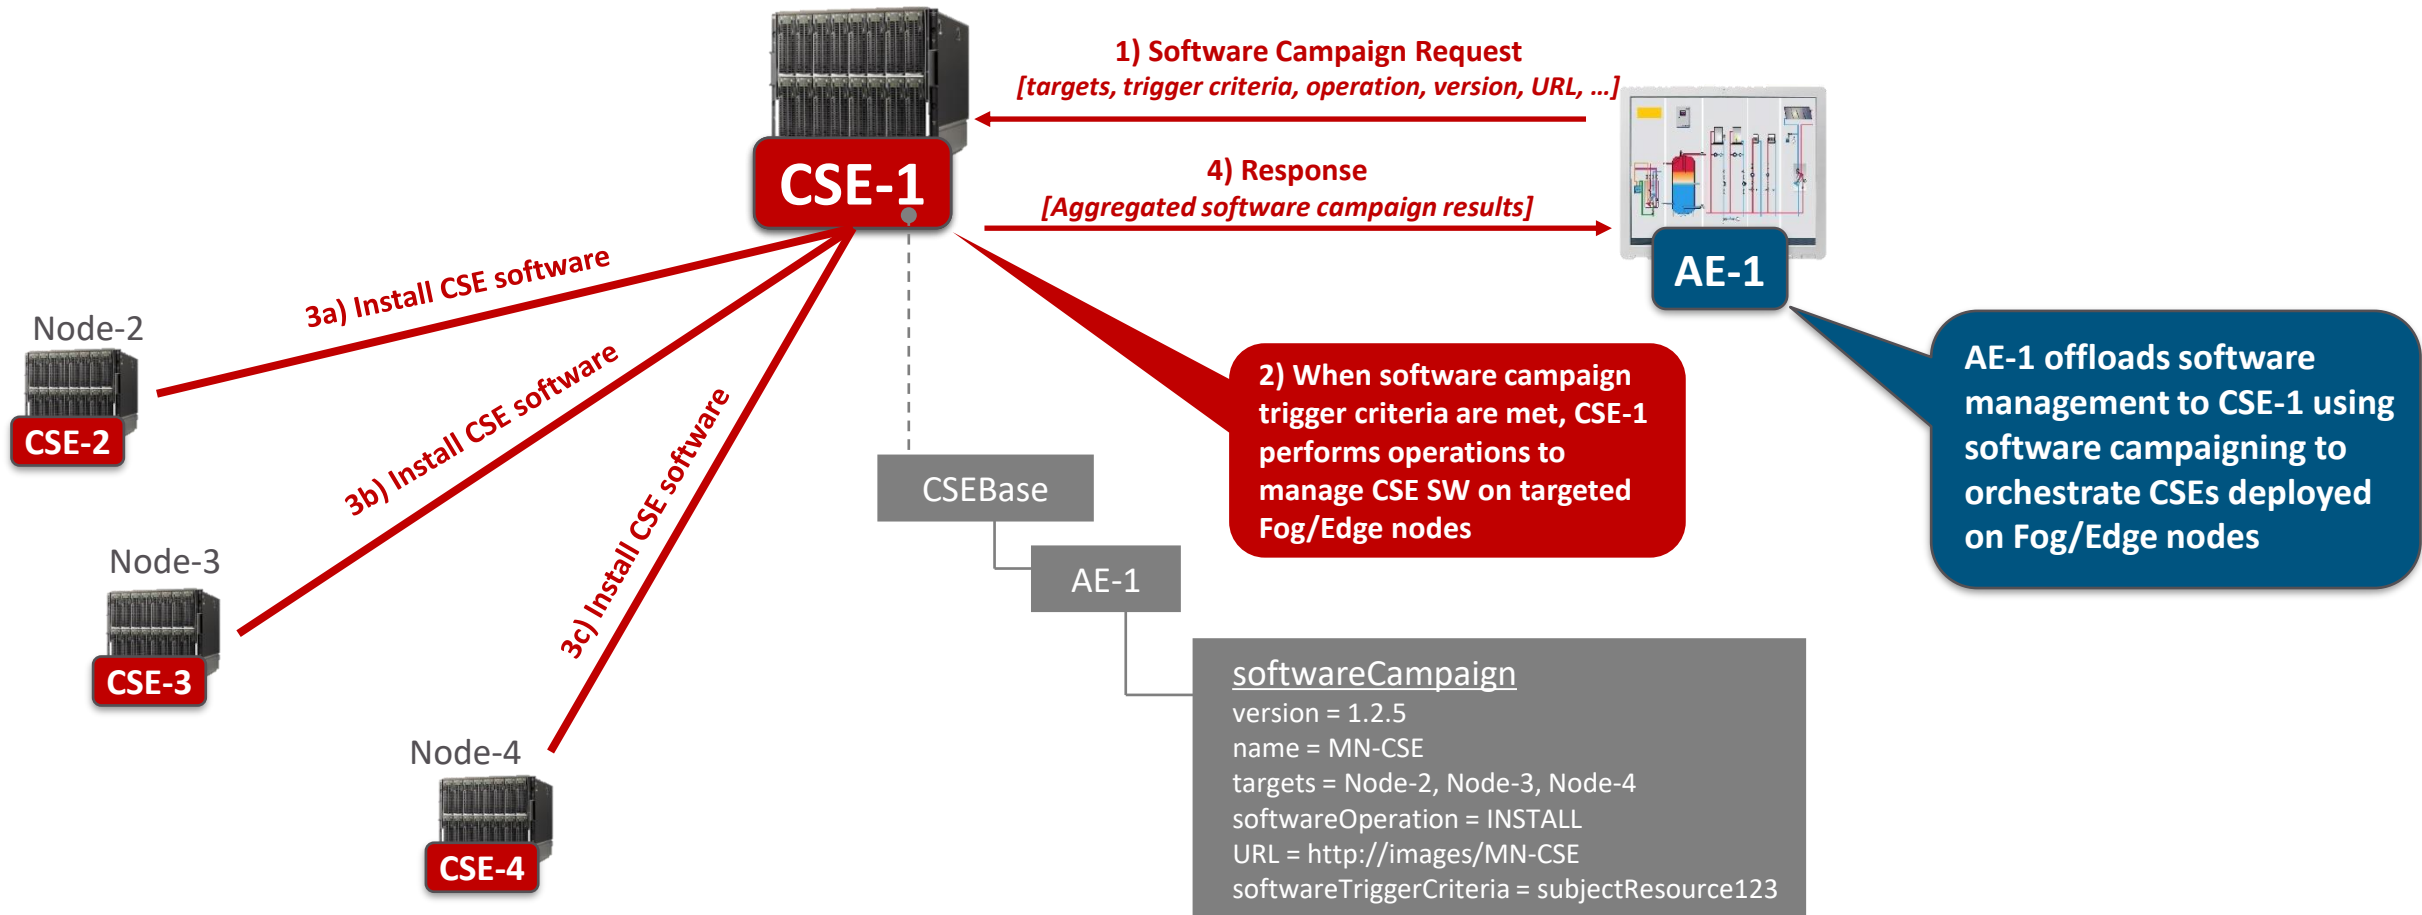 1) Software Campaign Request
[targets, trigger criteria, operation, version, URL, …]
CSE-1
4) Response
[Aggregated software campaign results]
AE-1
3a) Install CSE software
Node-2
CSE-2
3b) Install CSE software
Node-3
CSE-3
3c) Install CSE software
Node-4
CSE-4
2) When software campaign
trigger criteria are met, CSE-1
performs operations to
manage CSE SW on targeted
Fog/Edge nodes
AE-1 offloads software
management to CSE-1 using
software campaigning to
orchestrate CSEs deployed
on Fog/Edge nodes
CSEBase
AE-1
softwareCampaign
version = 1.2.5
name = MN-CSE
targets = Node-2, Node-3, Node-4
softwareOperation = INSTALL
URL = http://images/MN-CSE
softwareTriggerCriteria = subjectResource123